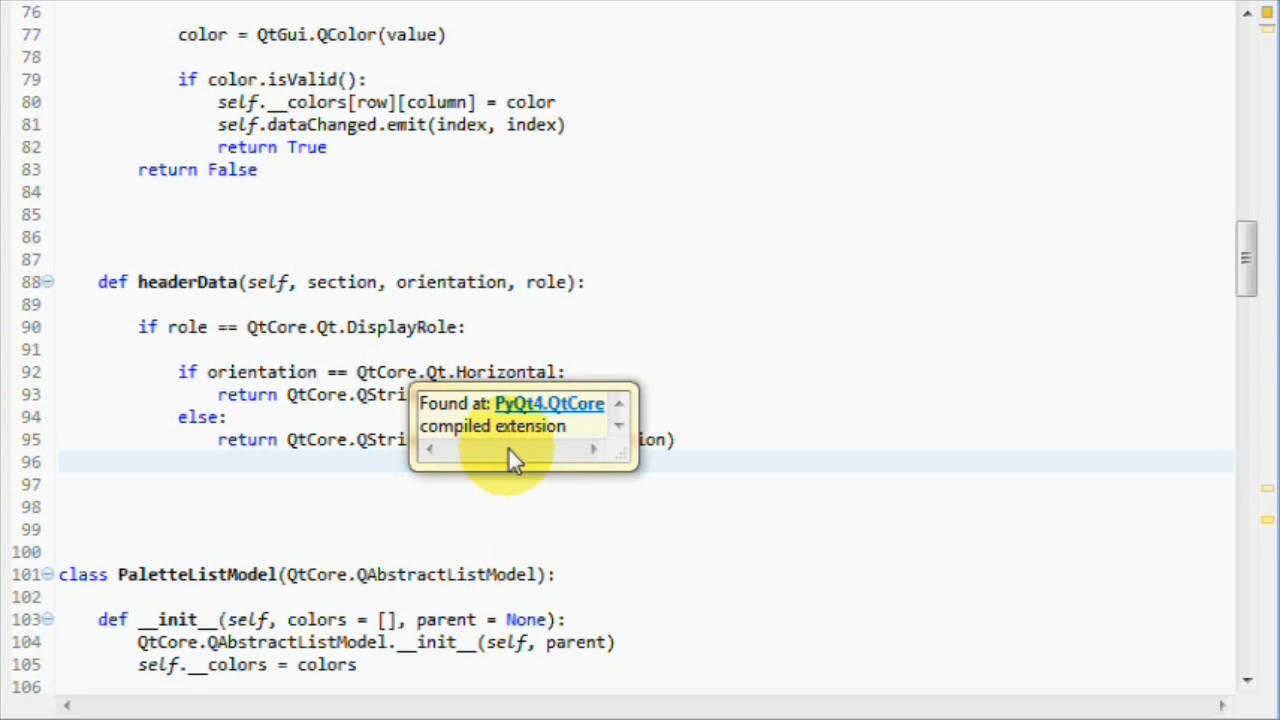 76
77 color = QtGui.QColor(value)
78
79 if color.isValid():
80 self.__colors[row][column] = color
81 self.dataChanged.emit(index, index)
82 return True
83 return False
84
85
86
87
88 def headerData(self, section, orientation, role):
89
90 if role == QtCore.Qt.DisplayRole:
91
92 if orientation == QtCore.Qt.Horizontal:
93 return QtCore.QStri
Found at: PyQt4.QtCore
94 else:
compiled extension
95 return QtCore.QStri ion)
96
97
98
99
100
101 class PaletteListModel(QtCore.QAbstractListModel):
102
103 def __init__(self, colors = [], parent = None):
104 QtCore.QAbstractListModel.__init__(self, parent)
105 self.__colors = colors
106